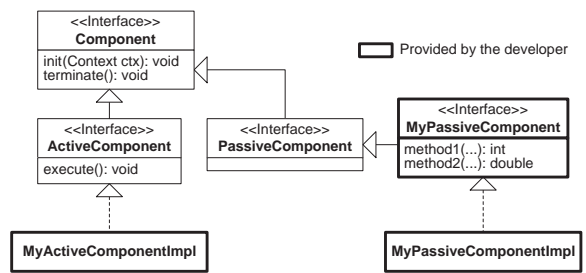 <<Interface>>
Component
init(Context ctx): void
terminate(): void
Provided by the developer
<<Interface>>
ActiveComponent
execute(): void
<<Interface>>
PassiveComponent
<<Interface>>
MyPassiveComponent
method1(...): int
method2(...): double
MyActiveComponentImpl
MyPassiveComponentImpl